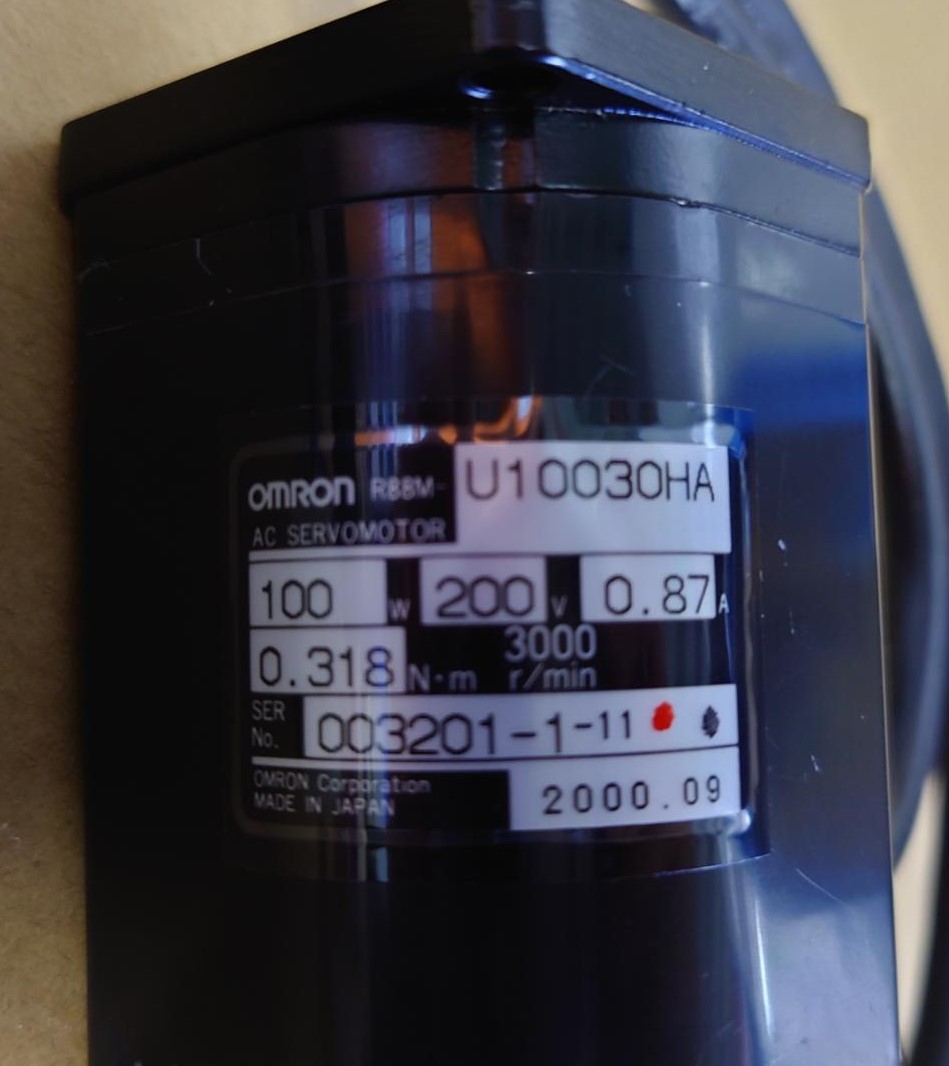 OMRON R88M- U10030HA
AC SERVOMOTOR
100 W 200 V 0.87 A
0.318 N·m 3000 r/min
SER No. 003201-1-11
OMRON Corporation
MADE IN JAPAN 2000.09